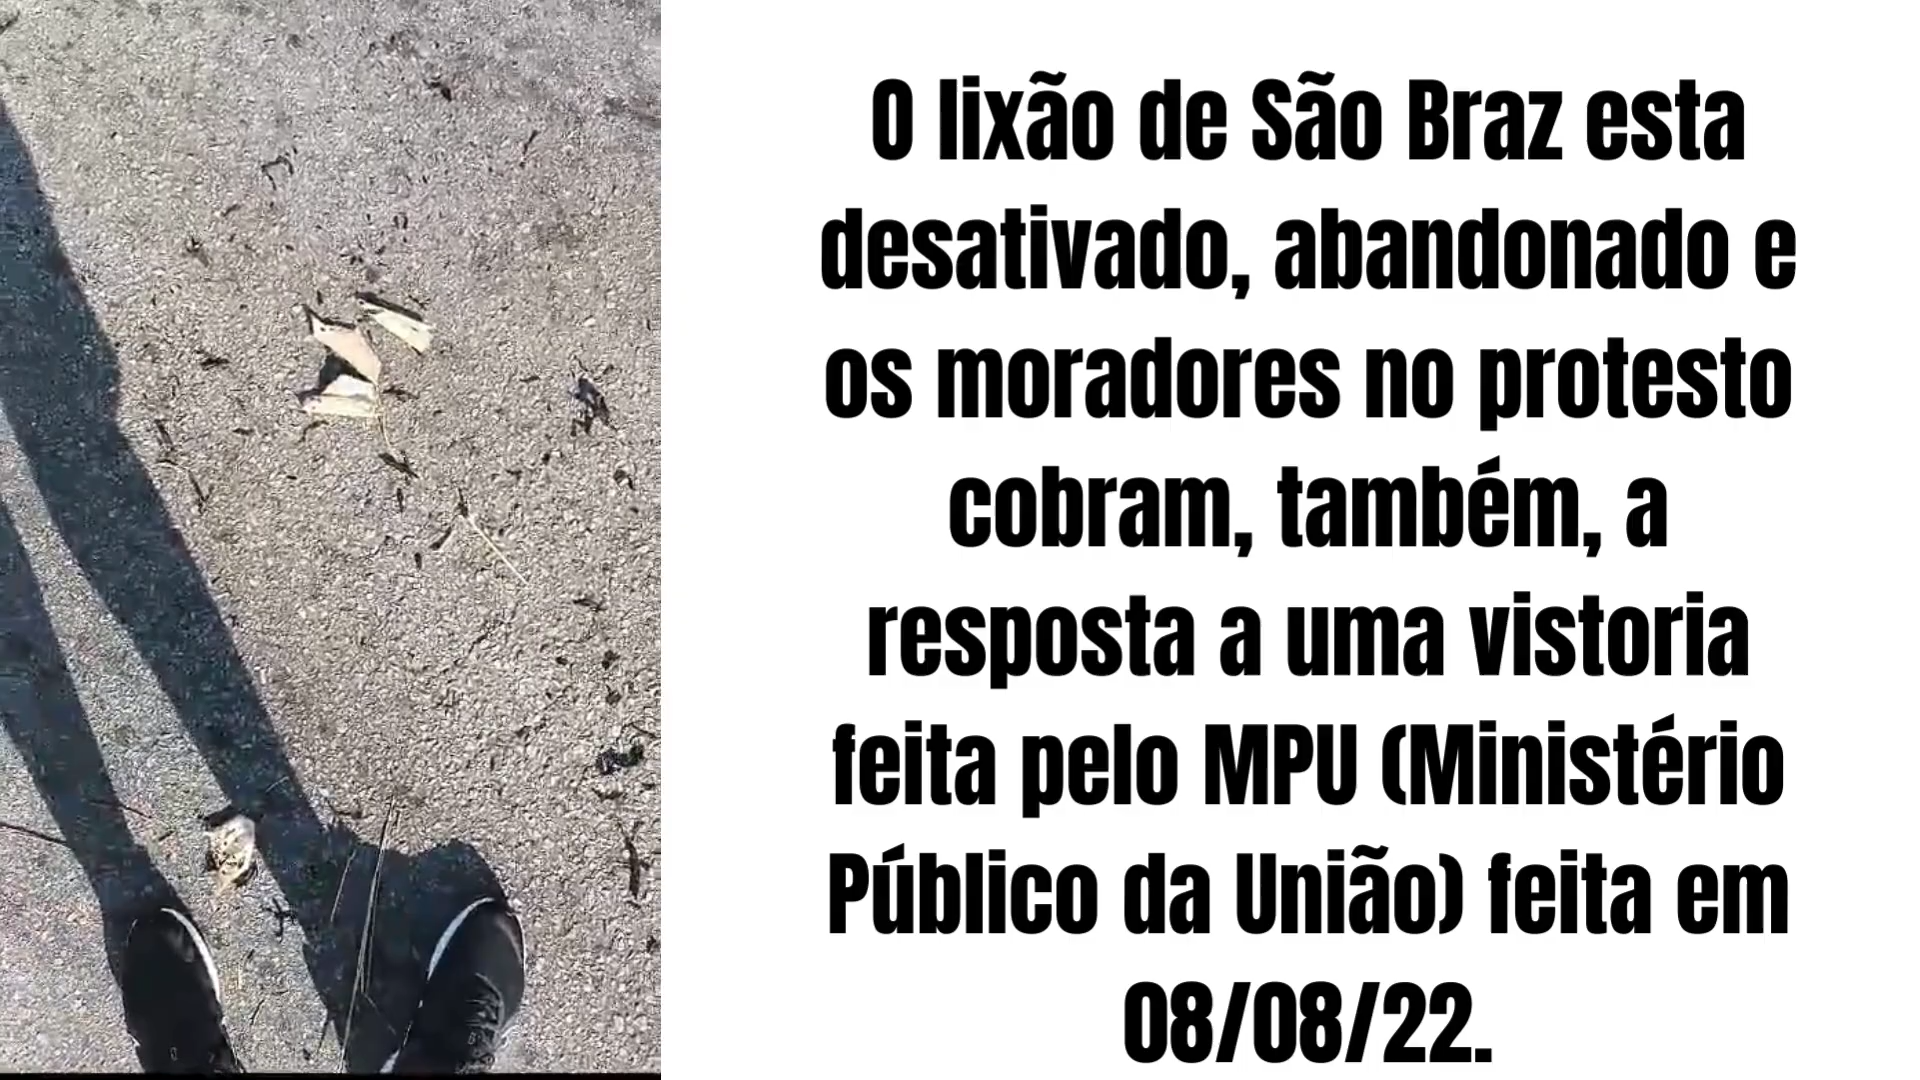 O lixão de São Braz esta
desativado, abandonado e
os moradores no protesto
cobram, também, a
resposta a uma vistoria
feita pelo MPU (Ministério
Público da União) feita em
08/08/22.